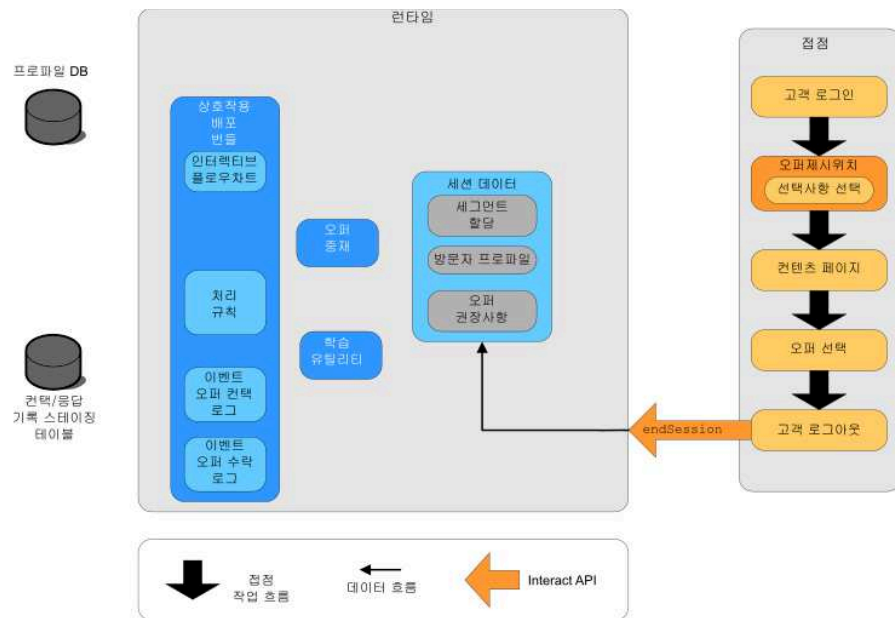 런타임
접점
프로파일 DB
상호작용
배포
번들
인터렉티브
플로우차트
처리
규칙
이벤트
오퍼 컨택
로그
이벤트
오퍼 수락
로그
오퍼
중재
학습
유틸리티
세션 데이터
세그먼트
할당
방문자 프로파일
오퍼
권장사항
고객 로그인
오퍼제시위치
선택사항 선택
컨텐츠 페이지
오퍼 선택
고객 로그아웃
endSession
컨택/응답
기록 스테이징
테이블
접점
작업 흐름
데이터 흐름
Interact API